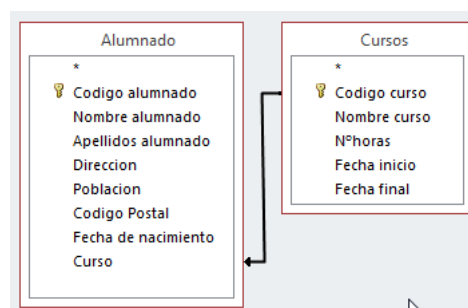 Alumnado
*
Codigo alumnado
Nombre alumnado
Apellidos alumnado
Direccion
Poblacion
Codigo Postal
Fecha de nacimiento
Curso
Cursos
*
Codigo curso
Nombre curso
Nºhoras
Fecha inicio
Fecha final